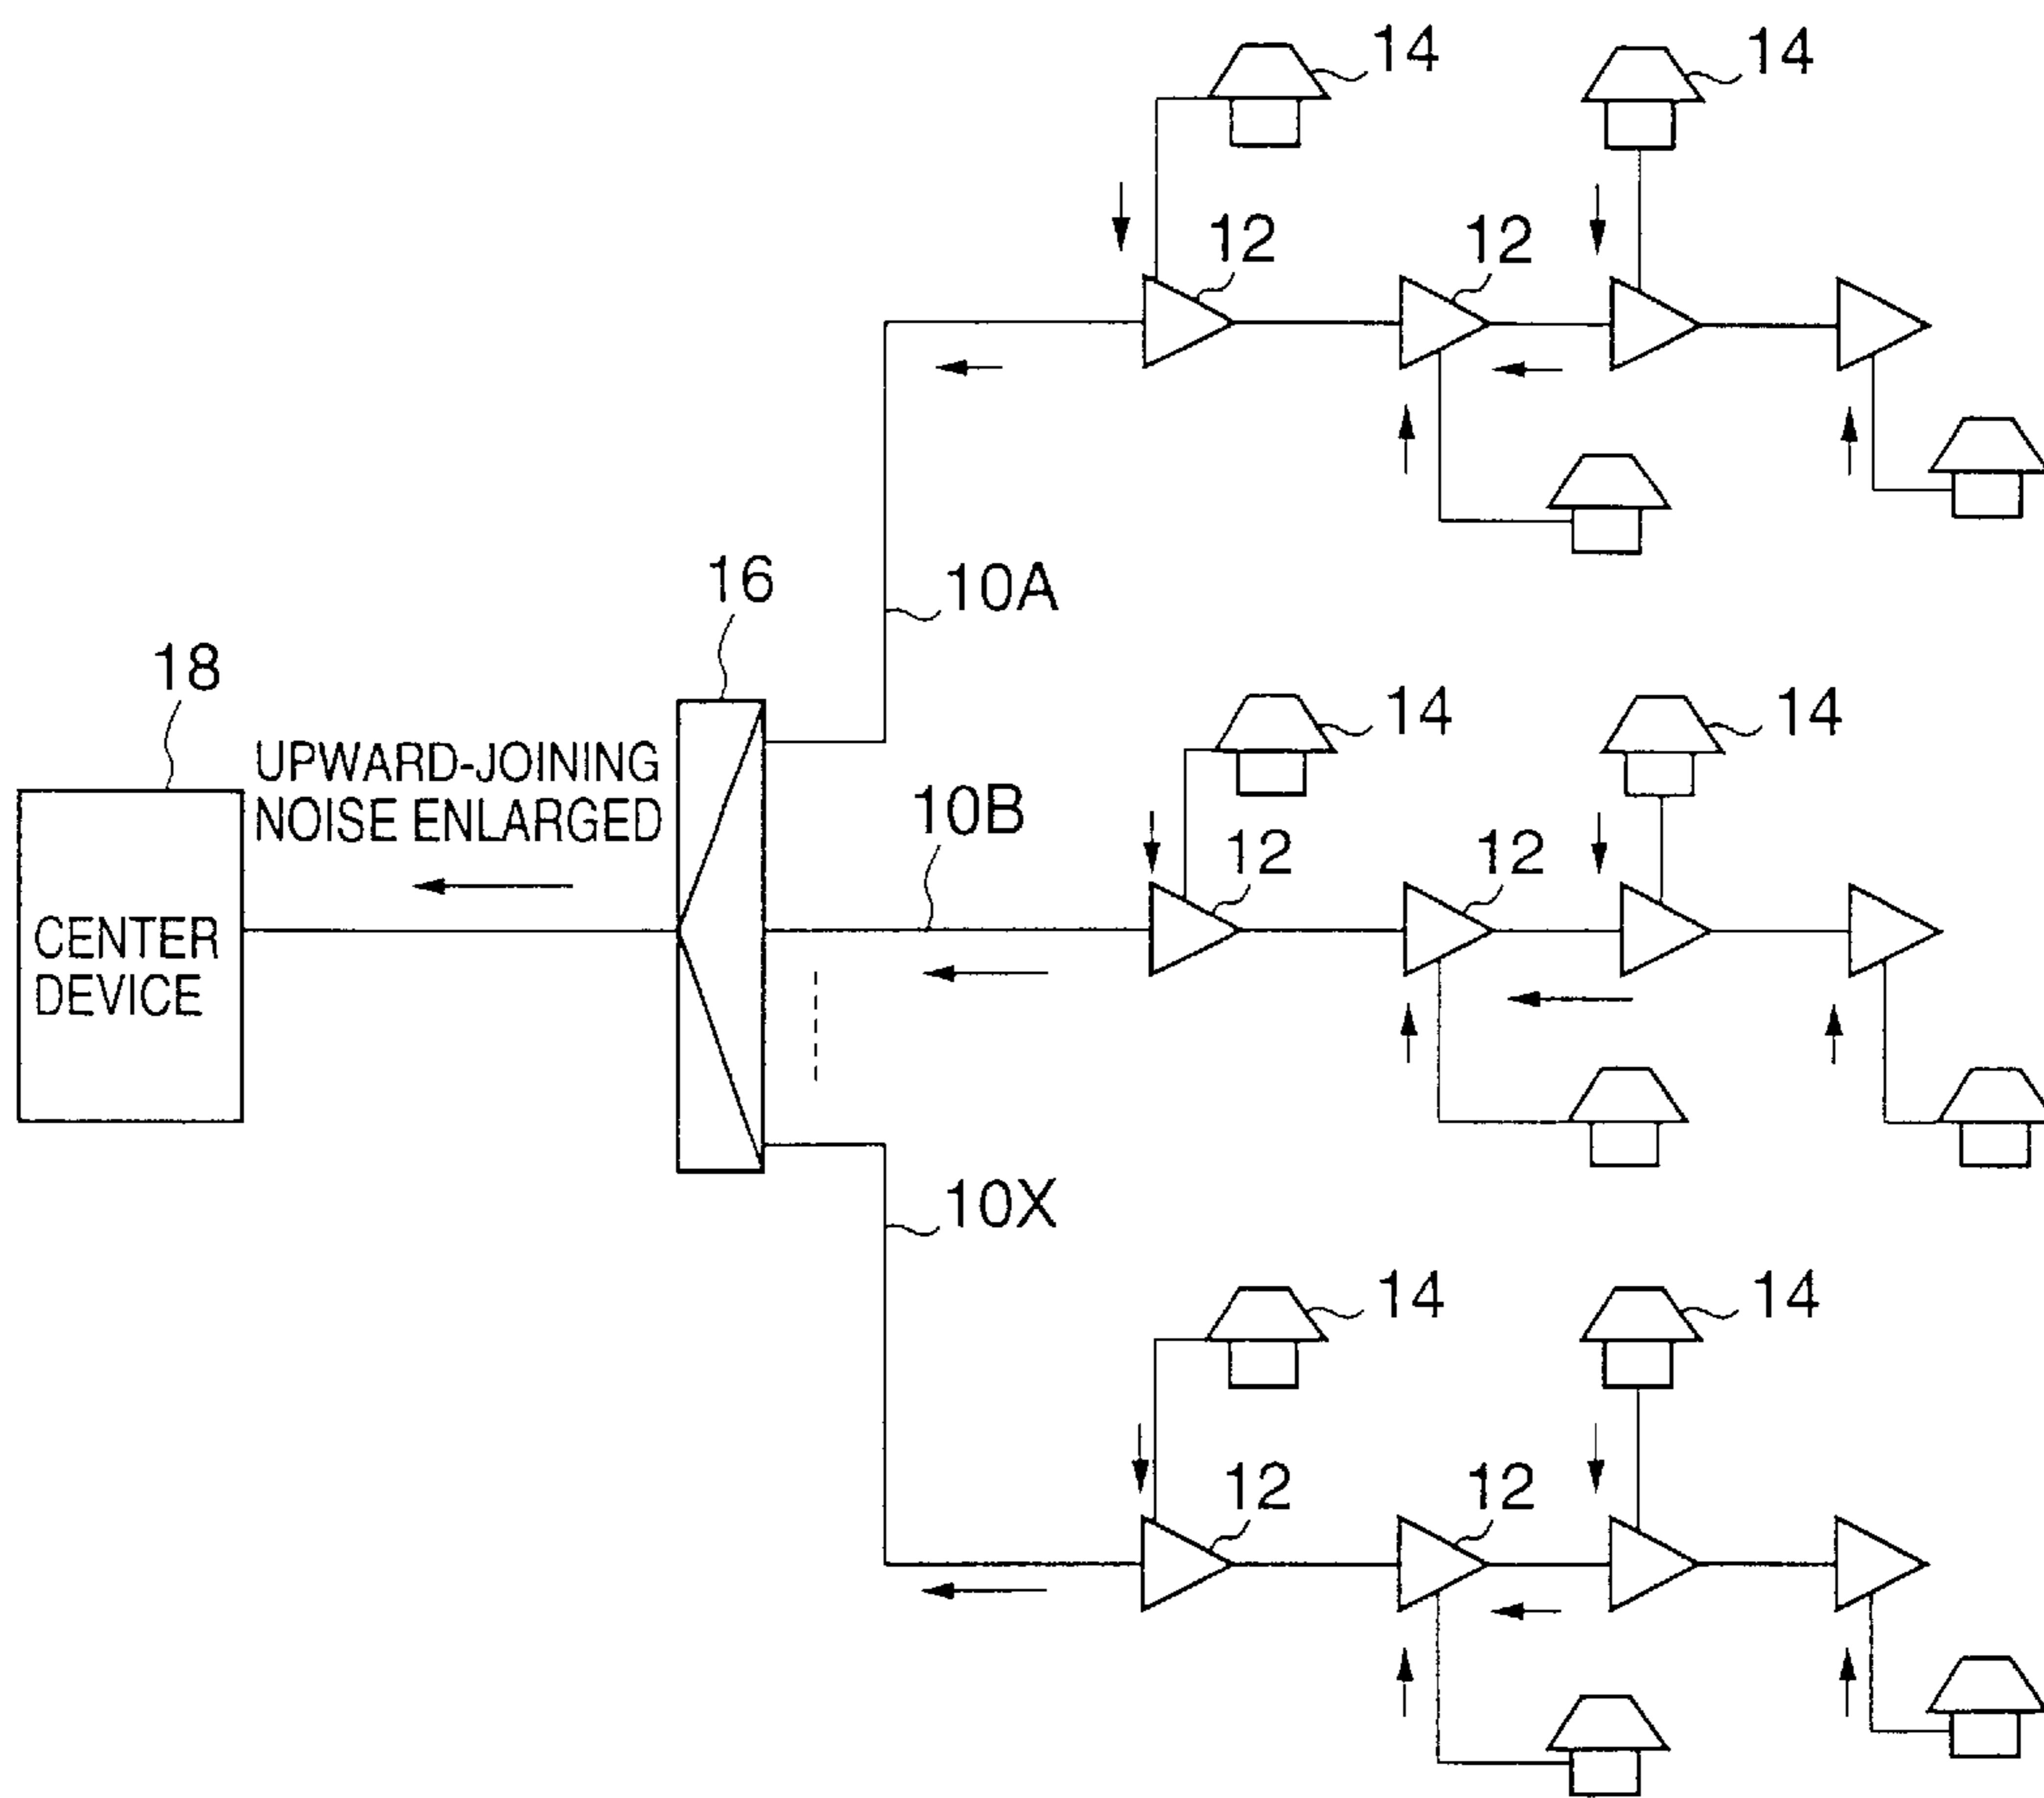 14
14
12
12
16
10A
18
UPWARD-JOINING
NOISE ENLARGED
14
14
10B
12
12
CENTER
DEVICE
10X
14
14
12
12